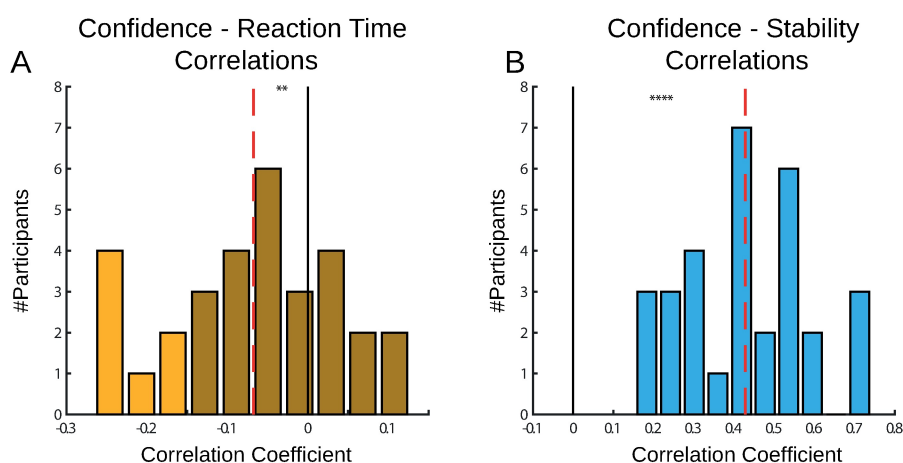 Confidence - Reaction Time
Correlations
A
**
8
7
6
5
4
3
2
1
0
#Participants
-0.3 -0.2 -0.1 0 0.1
Correlation Coefficient
Confidence - Stability
Correlations
B
****
8
7
6
5
4
3
2
1
0
#Participants
-0.1 0 0.1 0.2 0.3 0.4 0.5 0.6 0.7 0.8
Correlation Coefficient